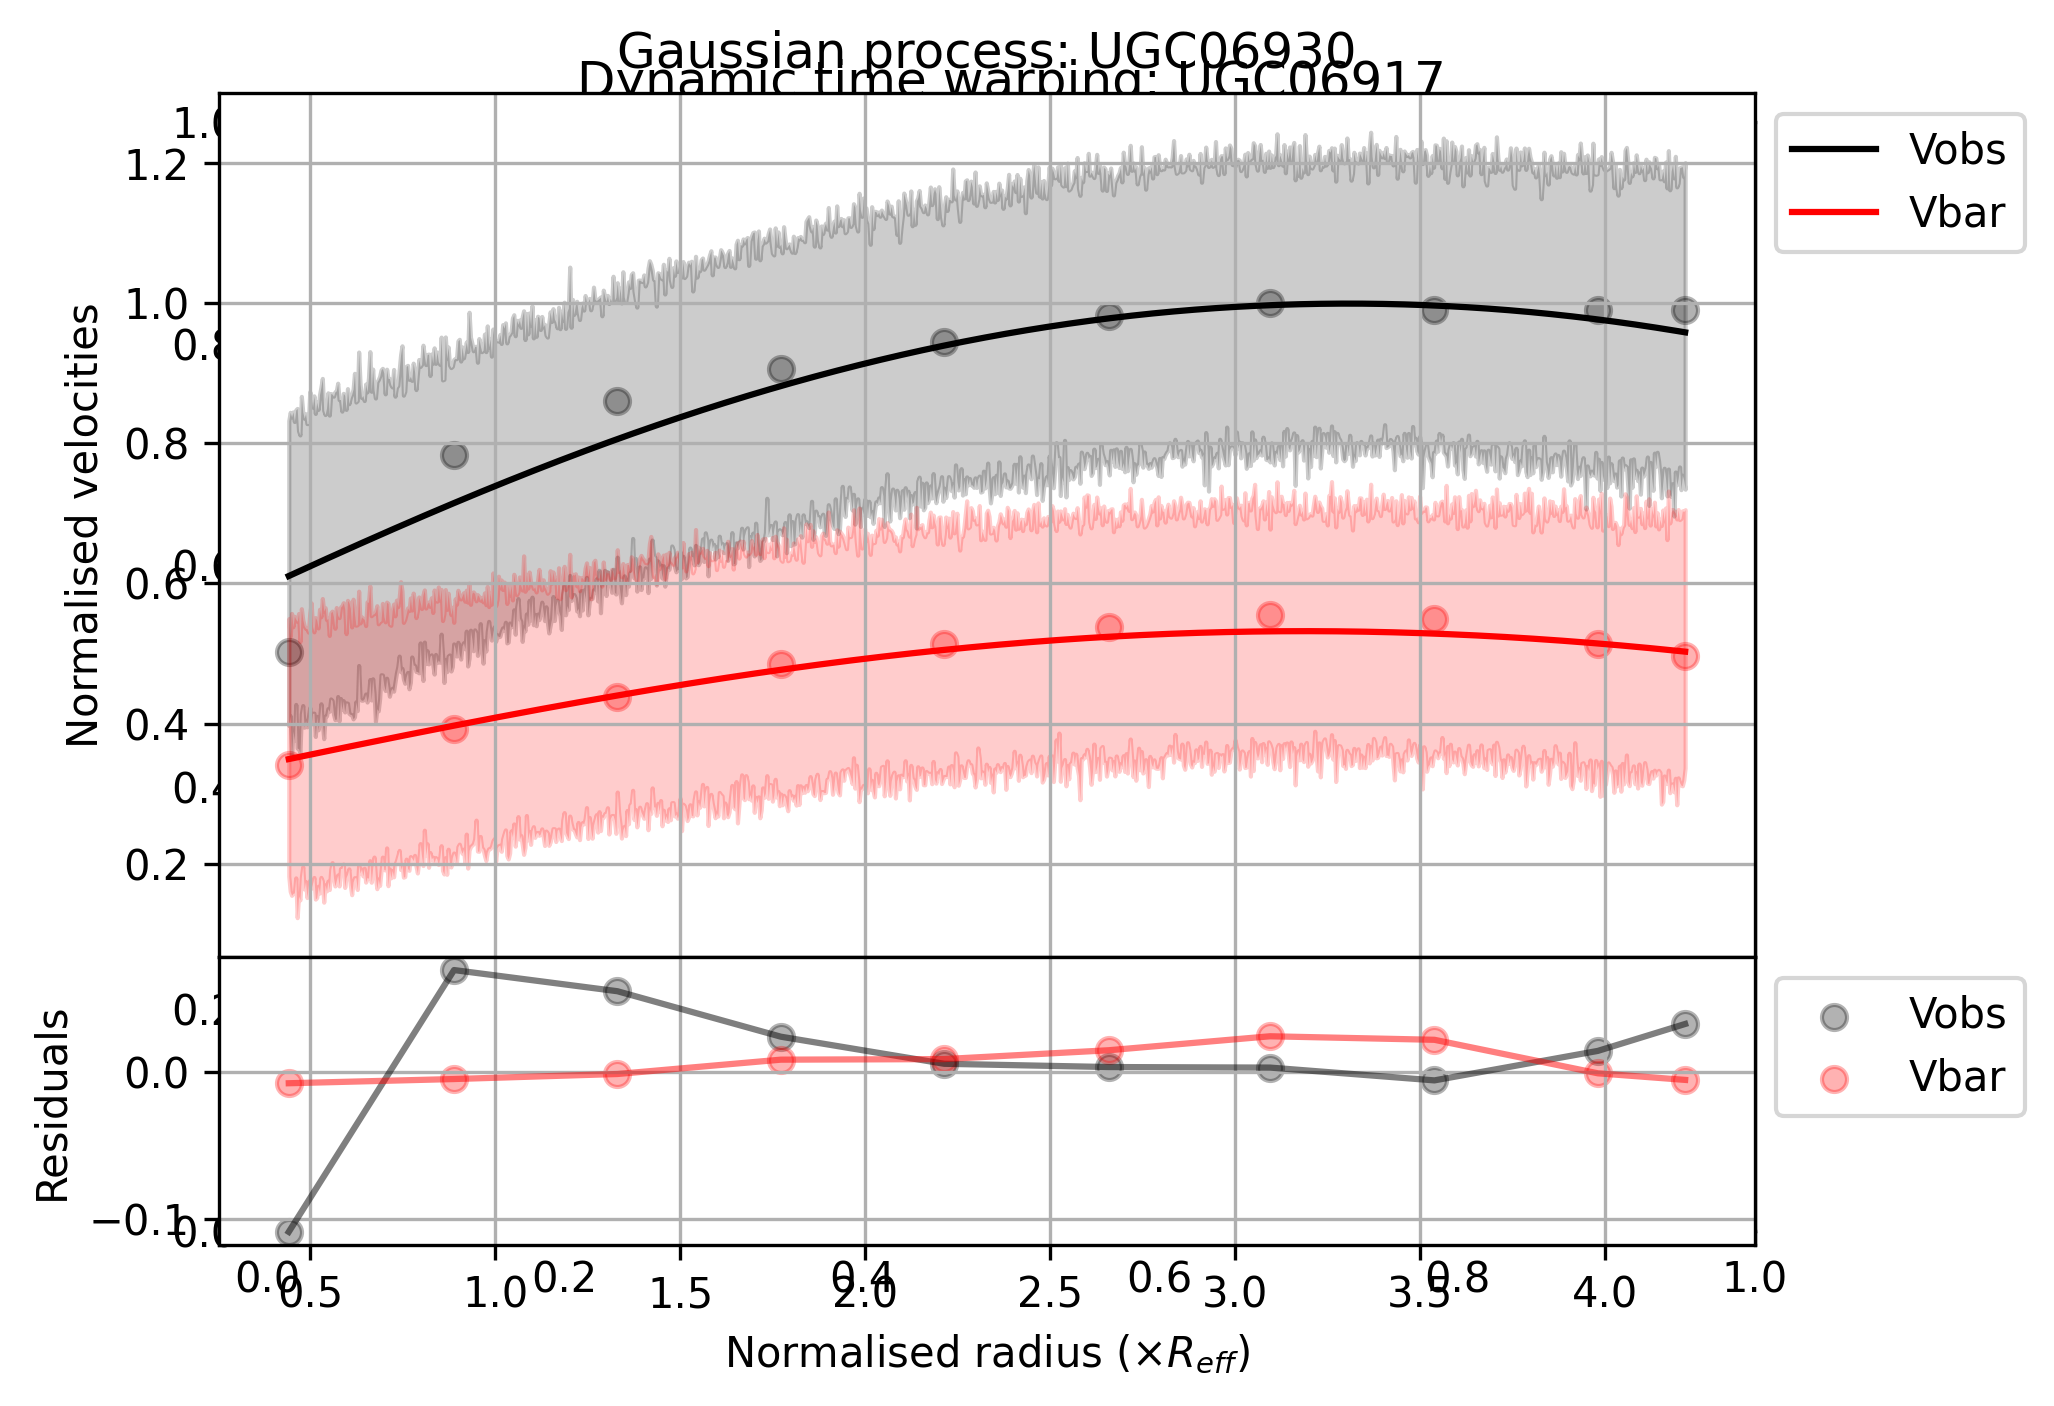 Gaussian process: UGC06930
Dynamic time warping: UGC06917
Normalised velocities
1.2
1.0
0.8
0.6
0.4
0.2
Vobs
Vbar
Residuals
0.0
−0.1
Vobs
Vbar
0.0
0.2
0.4
0.6
0.8
1.0
0.5
1.0
1.5
2.0
2.5
3.0
3.5
4.0
Normalised radius (×R_eff)